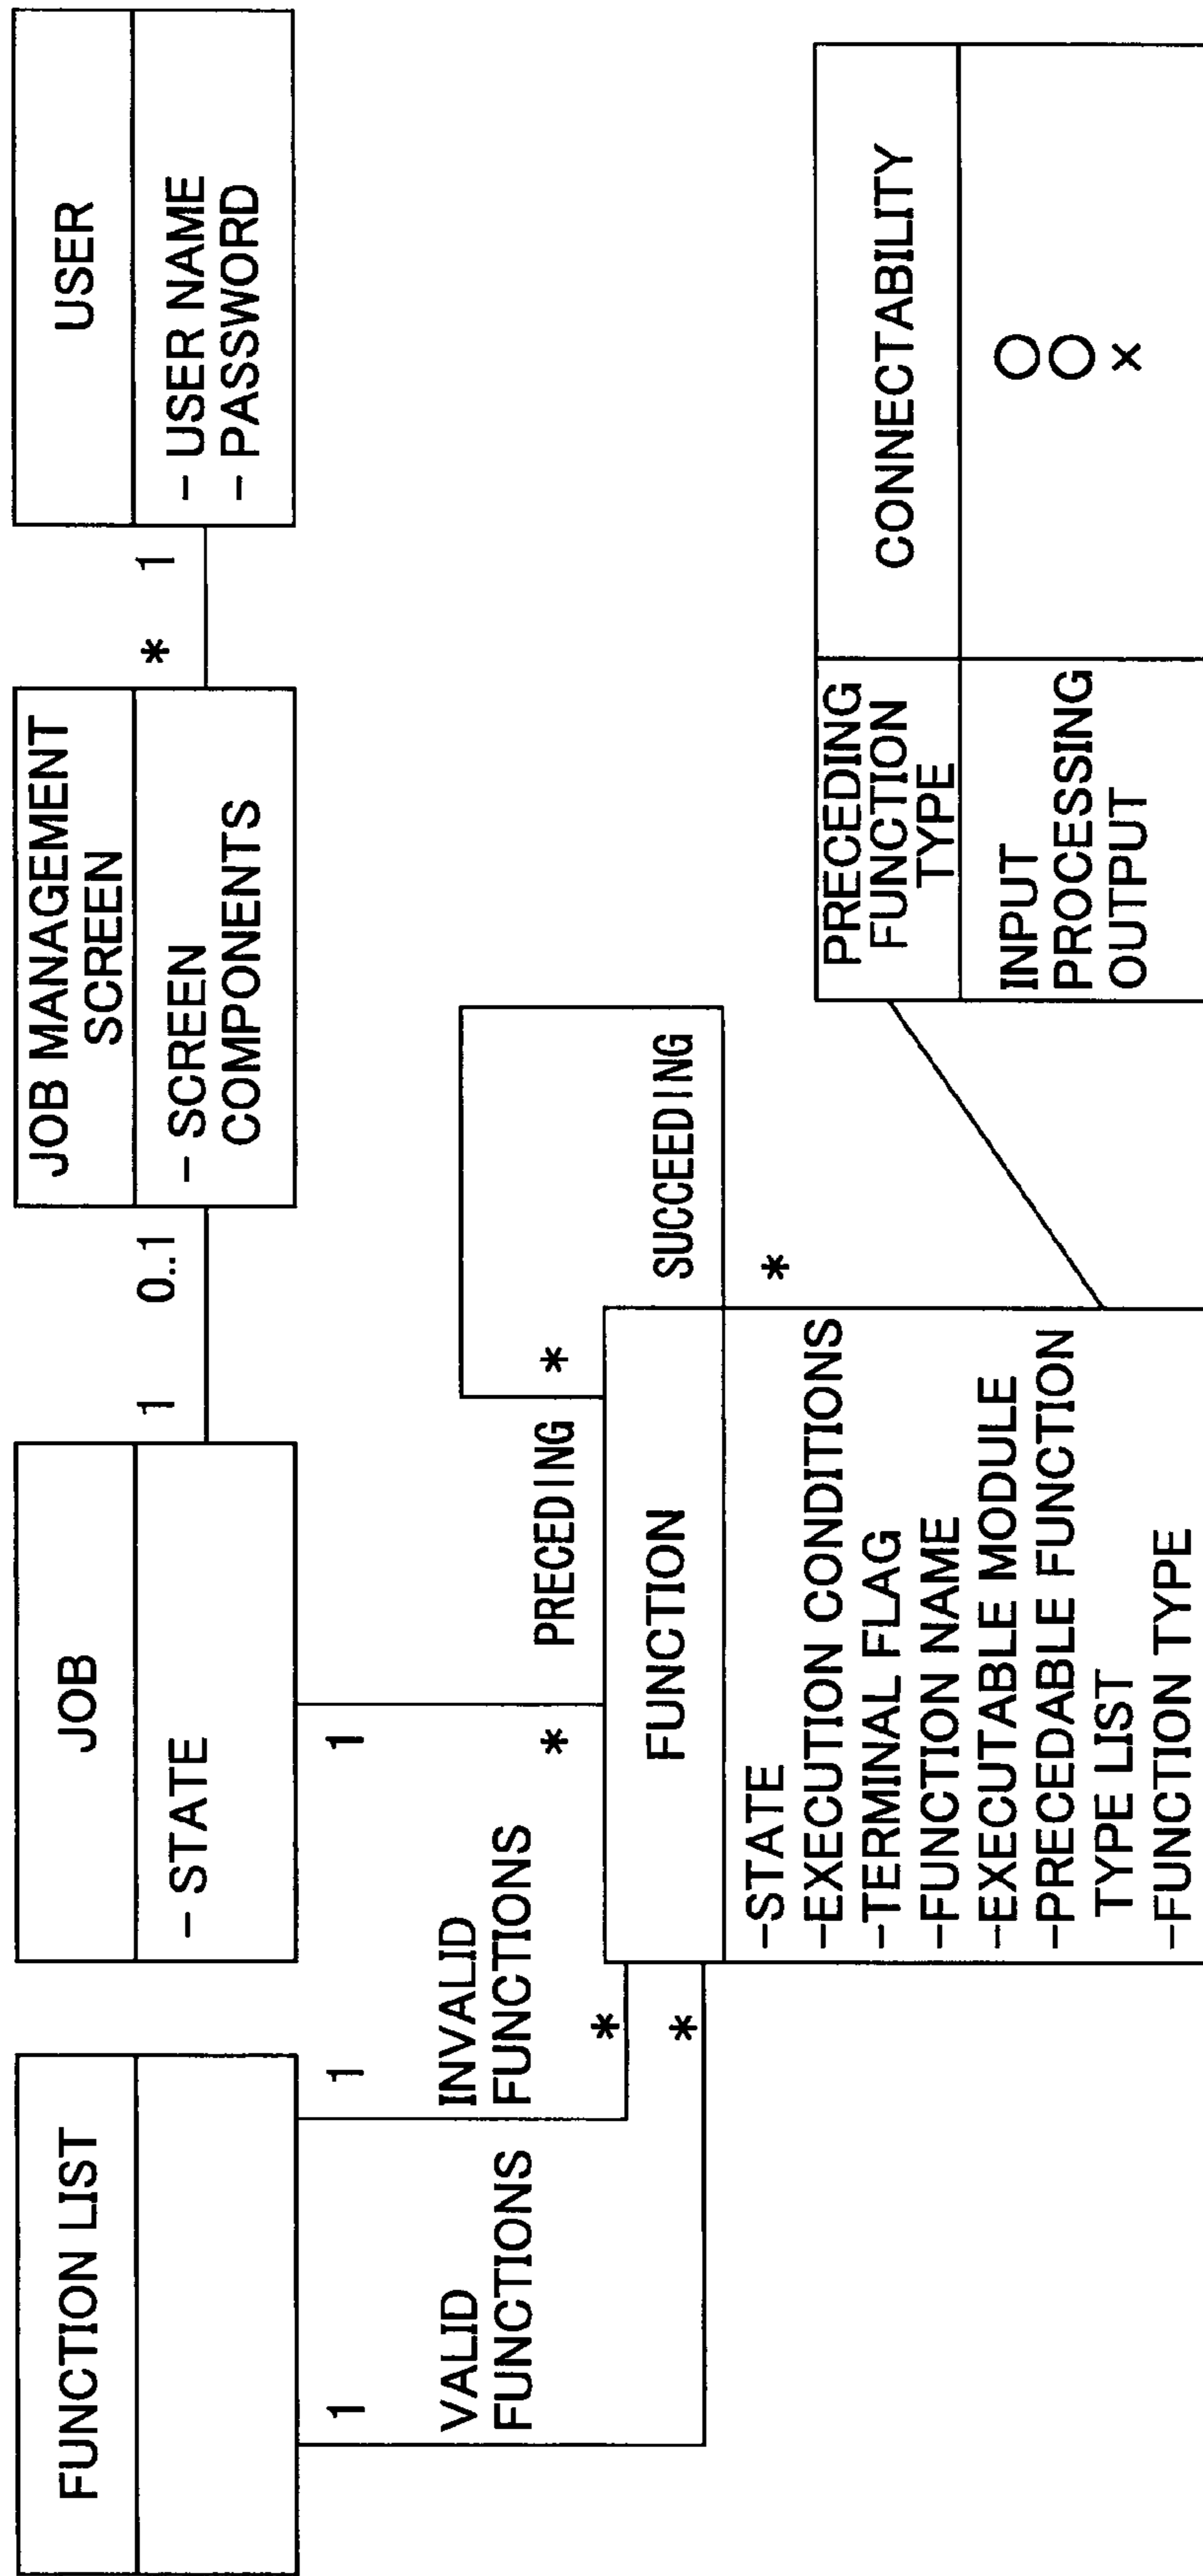 FUNCTION LIST
JOB
- STATE
JOB MANAGEMENT
SCREEN
- SCREEN
COMPONENTS
USER
- USER NAME
- PASSWORD
1
0..1
*
1
1
1
1
VALID
FUNCTIONS
INVALID
FUNCTIONS
*
*
*
PRECEDING
*
SUCCEEDING
*
FUNCTION
-STATE
-EXECUTION CONDITIONS
-TERMINAL FLAG
-FUNCTION NAME
-EXECUTABLE MODULE
-PRECEDABLE FUNCTION
TYPE LIST
-FUNCTION TYPE
PRECEDING
FUNCTION
TYPE
CONNECTABILITY
INPUT ○
PROCESSING ○
OUTPUT ×